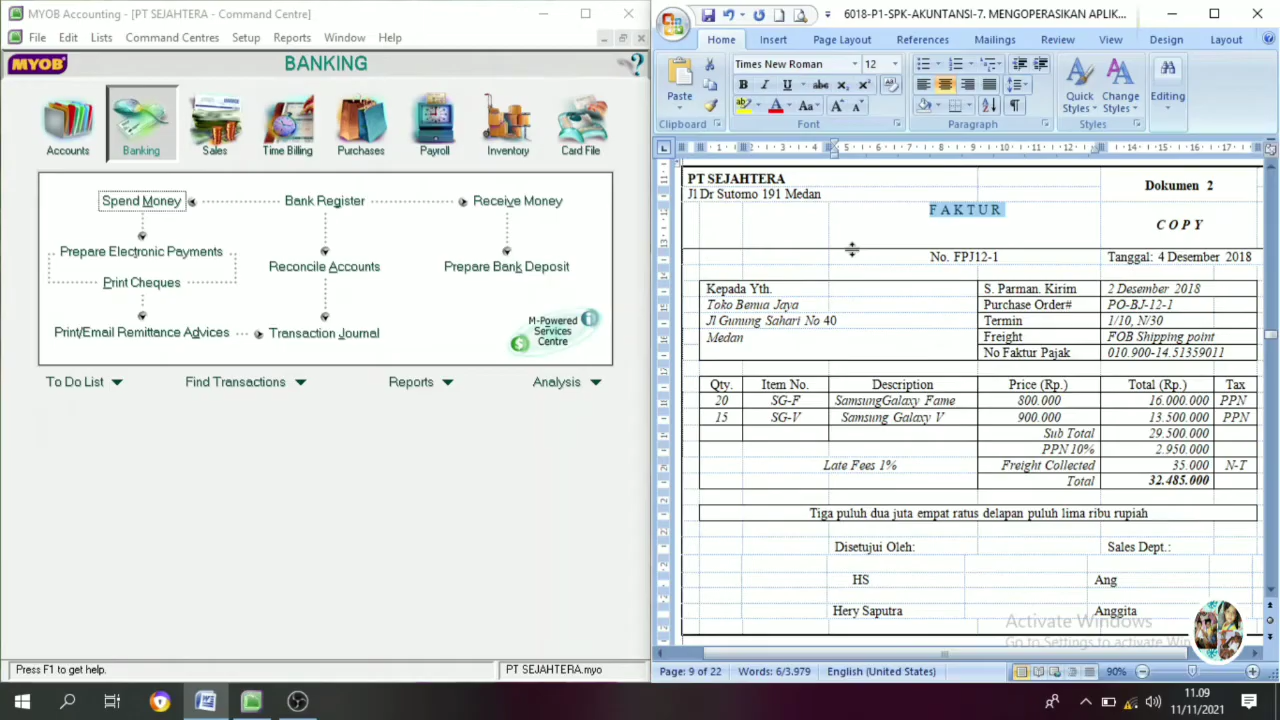 MYOB Accounting - [PT SEJAHTERA - Command Centre]
File Edit Lists Command Centres Setup Reports Window Help
MYOB BANKING
Accounts Banking Sales Time Billing Purchases Payroll Inventory Card File
Spend Money Bank Register Receive Money
Prepare Electronic Payments
Reconcile Accounts Prepare Bank Deposit
Print Cheques
Print/Email Remittance Advices Transaction Journal
M-Powered
Services
Centre
To Do List Find Transactions Reports Analysis
Press F1 to get help. PT SEJAHTERA.myo
6018-P1-SPK-AKUNTANSI-7. MENGOPERASIKAN APLIK...
Home Insert Page Layout References Mailings Review View Design Layout
Times New Roman 12
Paste Quick Styles Change Styles Editing
Clipboard Font Paragraph Styles
PT SEJAHTERA
Jl Dr Sutomo 191 Medan
Dokumen 2
F A K T U R
C O P Y
No. FPJ12-1 Tanggal: 4 Desember 2018
Kepada Yth. S. Parman. Kirim 2 Desember 2018
Toko Benua Jaya Purchase Order# PO-BJ-12-1
Jl Gunung Sahari No 40 Termin 1/10, N/30
Medan Freight FOB Shipping point
No Faktur Pajak 010.900-14.51359011
Qty. Item No. Description Price (Rp.) Total (Rp.) Tax
20 SG-F SamsungGalaxy Fame 800.000 16.000.000 PPN
15 SG-V Samsung Galaxy V 900.000 13.500.000 PPN
Sub Total 29.500.000
PPN 10% 2.950.000
Late Fees 1% Freight Collected 35.000 N-T
Total 32.485.000
Tiga puluh dua juta empat ratus delapan puluh lima ribu rupiah
Disetujui Oleh: Sales Dept.:
HS Ang
Hery Saputra Anggita
Activate Windows
Go to Settings to activate Win
Page: 9 of 22 Words: 6/3.979 English (United States) 90%
11.09
11/11/2021